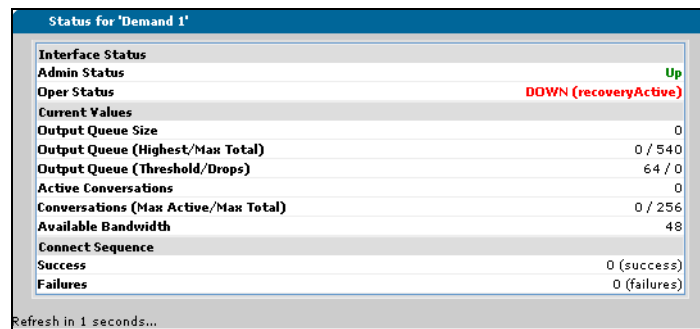 Status for 'Demand 1'
Interface Status
Admin Status Up
Oper Status DOWN (recoveryActive)
Current Values
Output Queue Size 0
Output Queue (Highest/Max Total) 0 / 540
Output Queue (Threshold/Drops) 64 / 0
Active Conversations 0
Conversations (Max Active/Max Total) 0 / 256
Available Bandwidth 48
Connect Sequence
Success 0 (success)
Failures 0 (failures)
Refresh in 1 seconds...